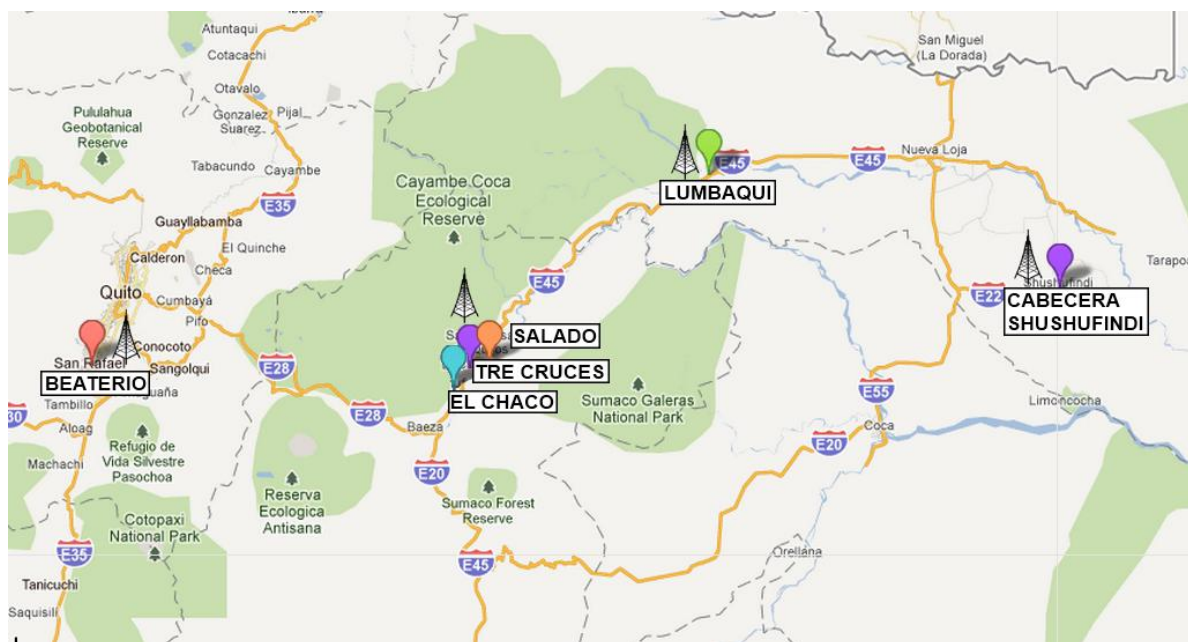 Atuntaqui
Cotacachi
Otavalo
San Miguel
(La Dorada)
Pululahua
Geobotanical
Reserve
Gonzalez
Suarez
Pijal
Tabacundo
Cayambe
E45
E45
Nueva Loja
LUMBAQUI
Cayambe Coca
Ecological
Reserve
E35
Guayllabamba
El Quinche
Calderon
Checa
E45
Tarapoa
Quito
Cumbayá
Pifo
E22
CABECERA
SHUSHUFINDI
SALADO
Conocoto
San Rafael
Sangolqui
BEATERIO
E28
TRE CRUCES
EL CHACO
Tambillo
Sumaco Galeras
National Park
E55
Limoncocha
E30
Aloag
E28
Baeza
Coca
Refugio de
Vida Silvestre
Pasochoa
Machachi
E20
E20
Reserva
Ecologica
Antisana
Sumaco Forest
Reserve
Cotopaxi
National Park
E35
E45
Orellana
Tanicuchi
Saquisilí